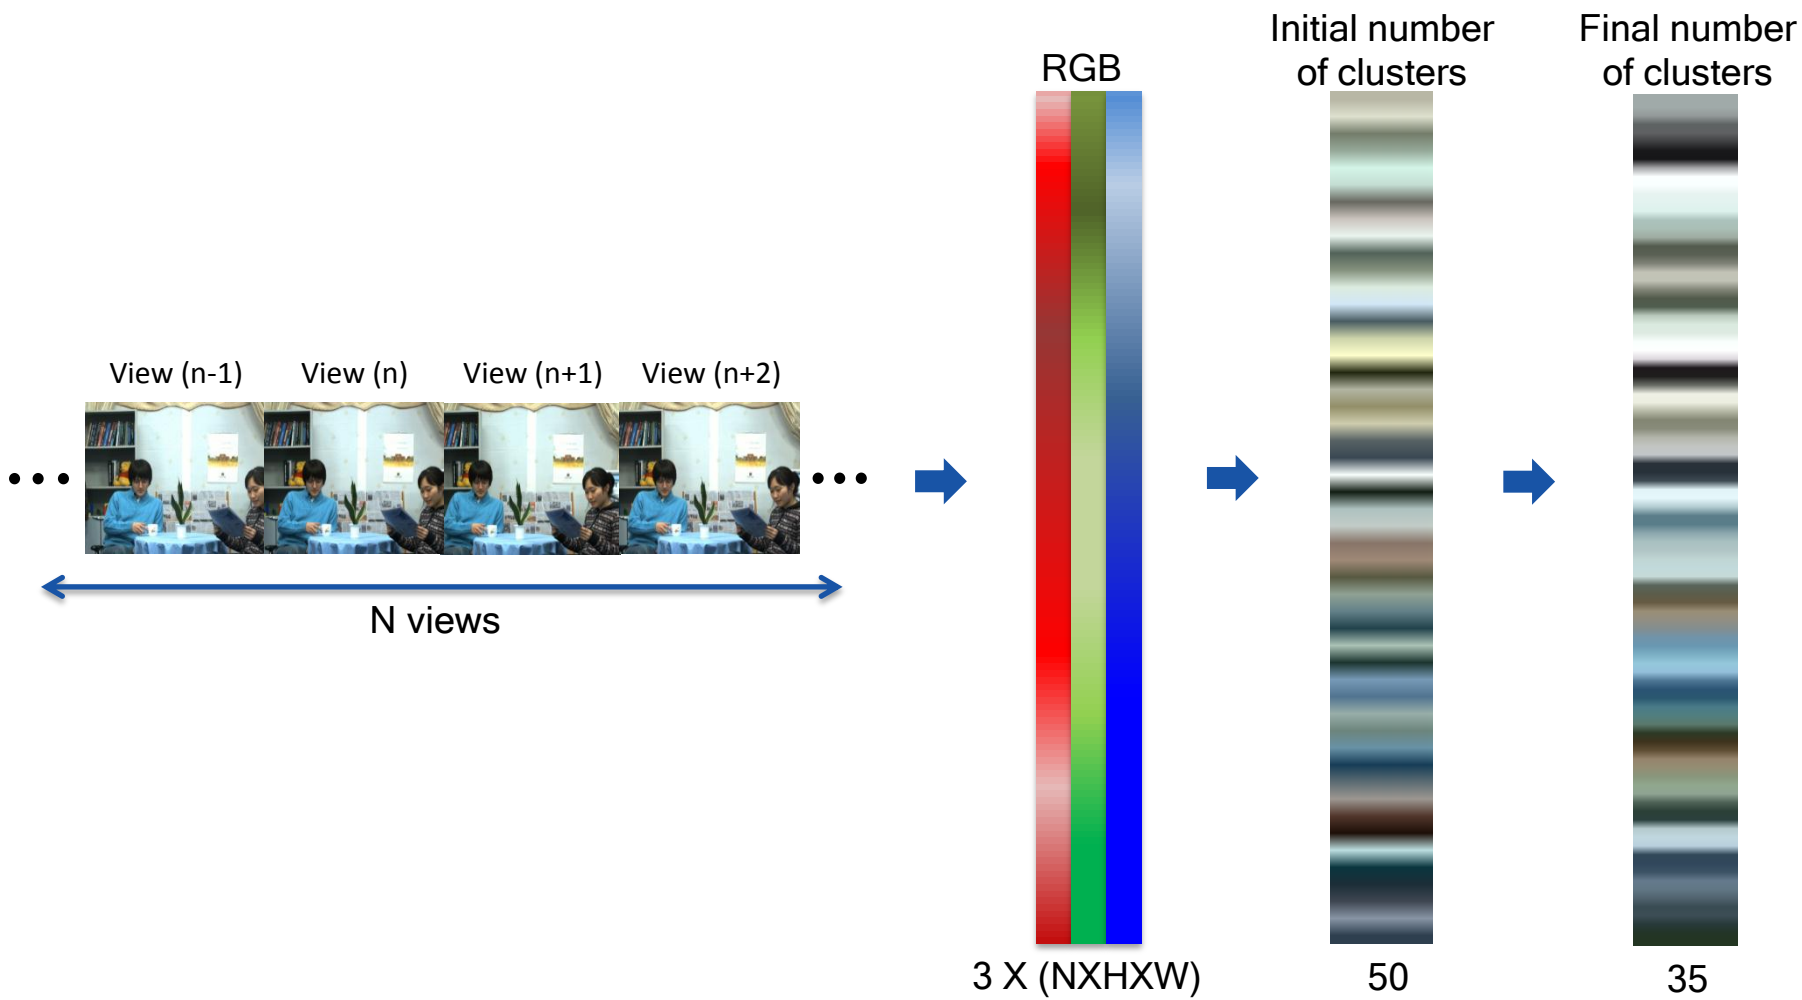 Initial number
of clusters
Final number
of clusters
RGB
View (n-1)
View (n)
View (n+1)
View (n+2)
N views
3 X (NXHXW)
50
35